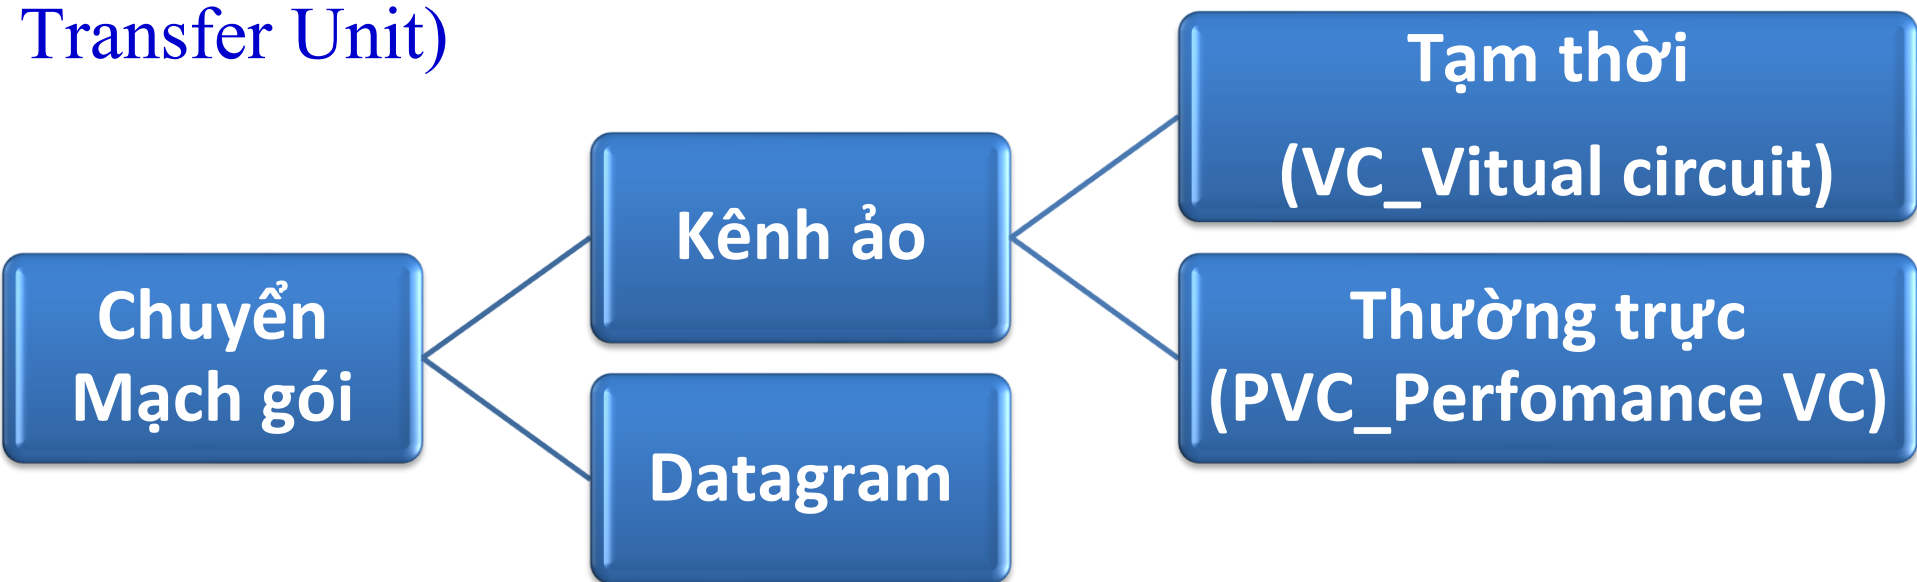 Transfer Unit)
Chuyển
Mạch gói
Kênh ảo
Datagram
Tạm thời
(VC_Vitual circuit)
Thường trực
(PVC_Perfomance VC)